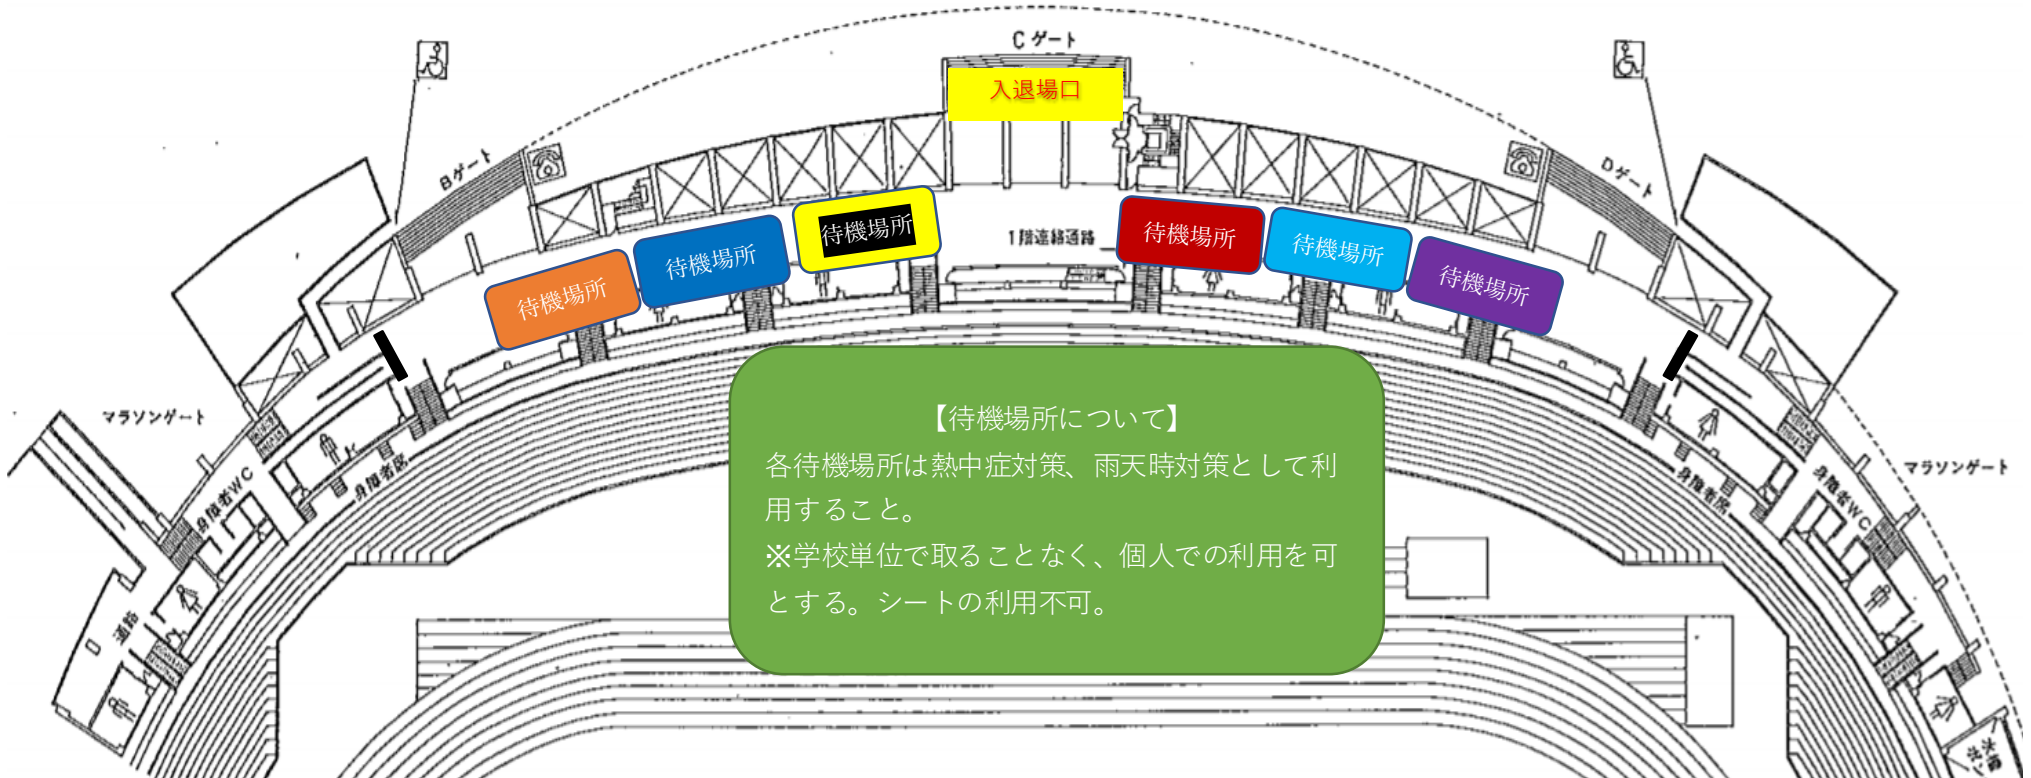 Cゲート
入退場口
Bゲート
Dゲート
待機場所
待機場所
待機場所
1階連絡通路
待機場所
待機場所
待機場所
【待機場所について】
各待機場所は熱中症対策、雨天時対策として利
用すること。
※学校単位で取ることなく、個人での利用を可
とする。シートの利用不可。
マラソンゲート
身障者WC
身障者席
通路
マラソンゲート
身障者席
身障者WC